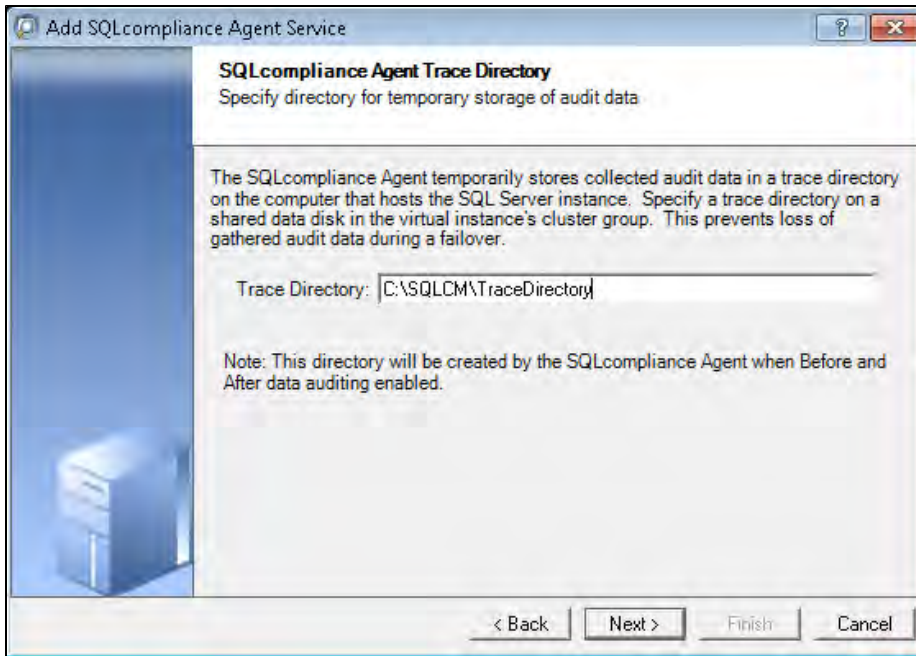 Add SQLcompliance Agent Service
SQLcompliance Agent Trace Directory
Specify directory for temporary storage of audit data
The SQLcompliance Agent temporarily stores collected audit data in a trace directory
on the computer that hosts the SQL Server instance. Specify a trace directory on a
shared data disk in the virtual instance's cluster group. This prevents loss of
gathered audit data during a failover.
Trace Directory: C:\SQLCM\TraceDirectory
Note: This directory will be created by the SQLcompliance Agent when Before and
After data auditing enabled.
< Back Next > Finish Cancel